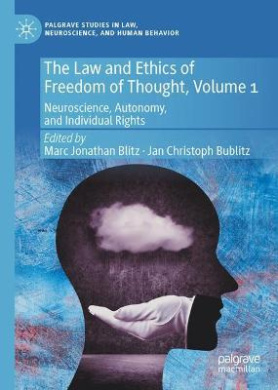 PALGRAVE STUDIES IN LAW,
NEUROSCIENCE, AND HUMAN BEHAVIOR
The Law and Ethics of
Freedom of Thought, Volume 1
Neuroscience, Autonomy,
and Individual Rights
Edited by
Marc Jonathan Blitz · Jan Christoph Bublitz
palgrave
macmillan